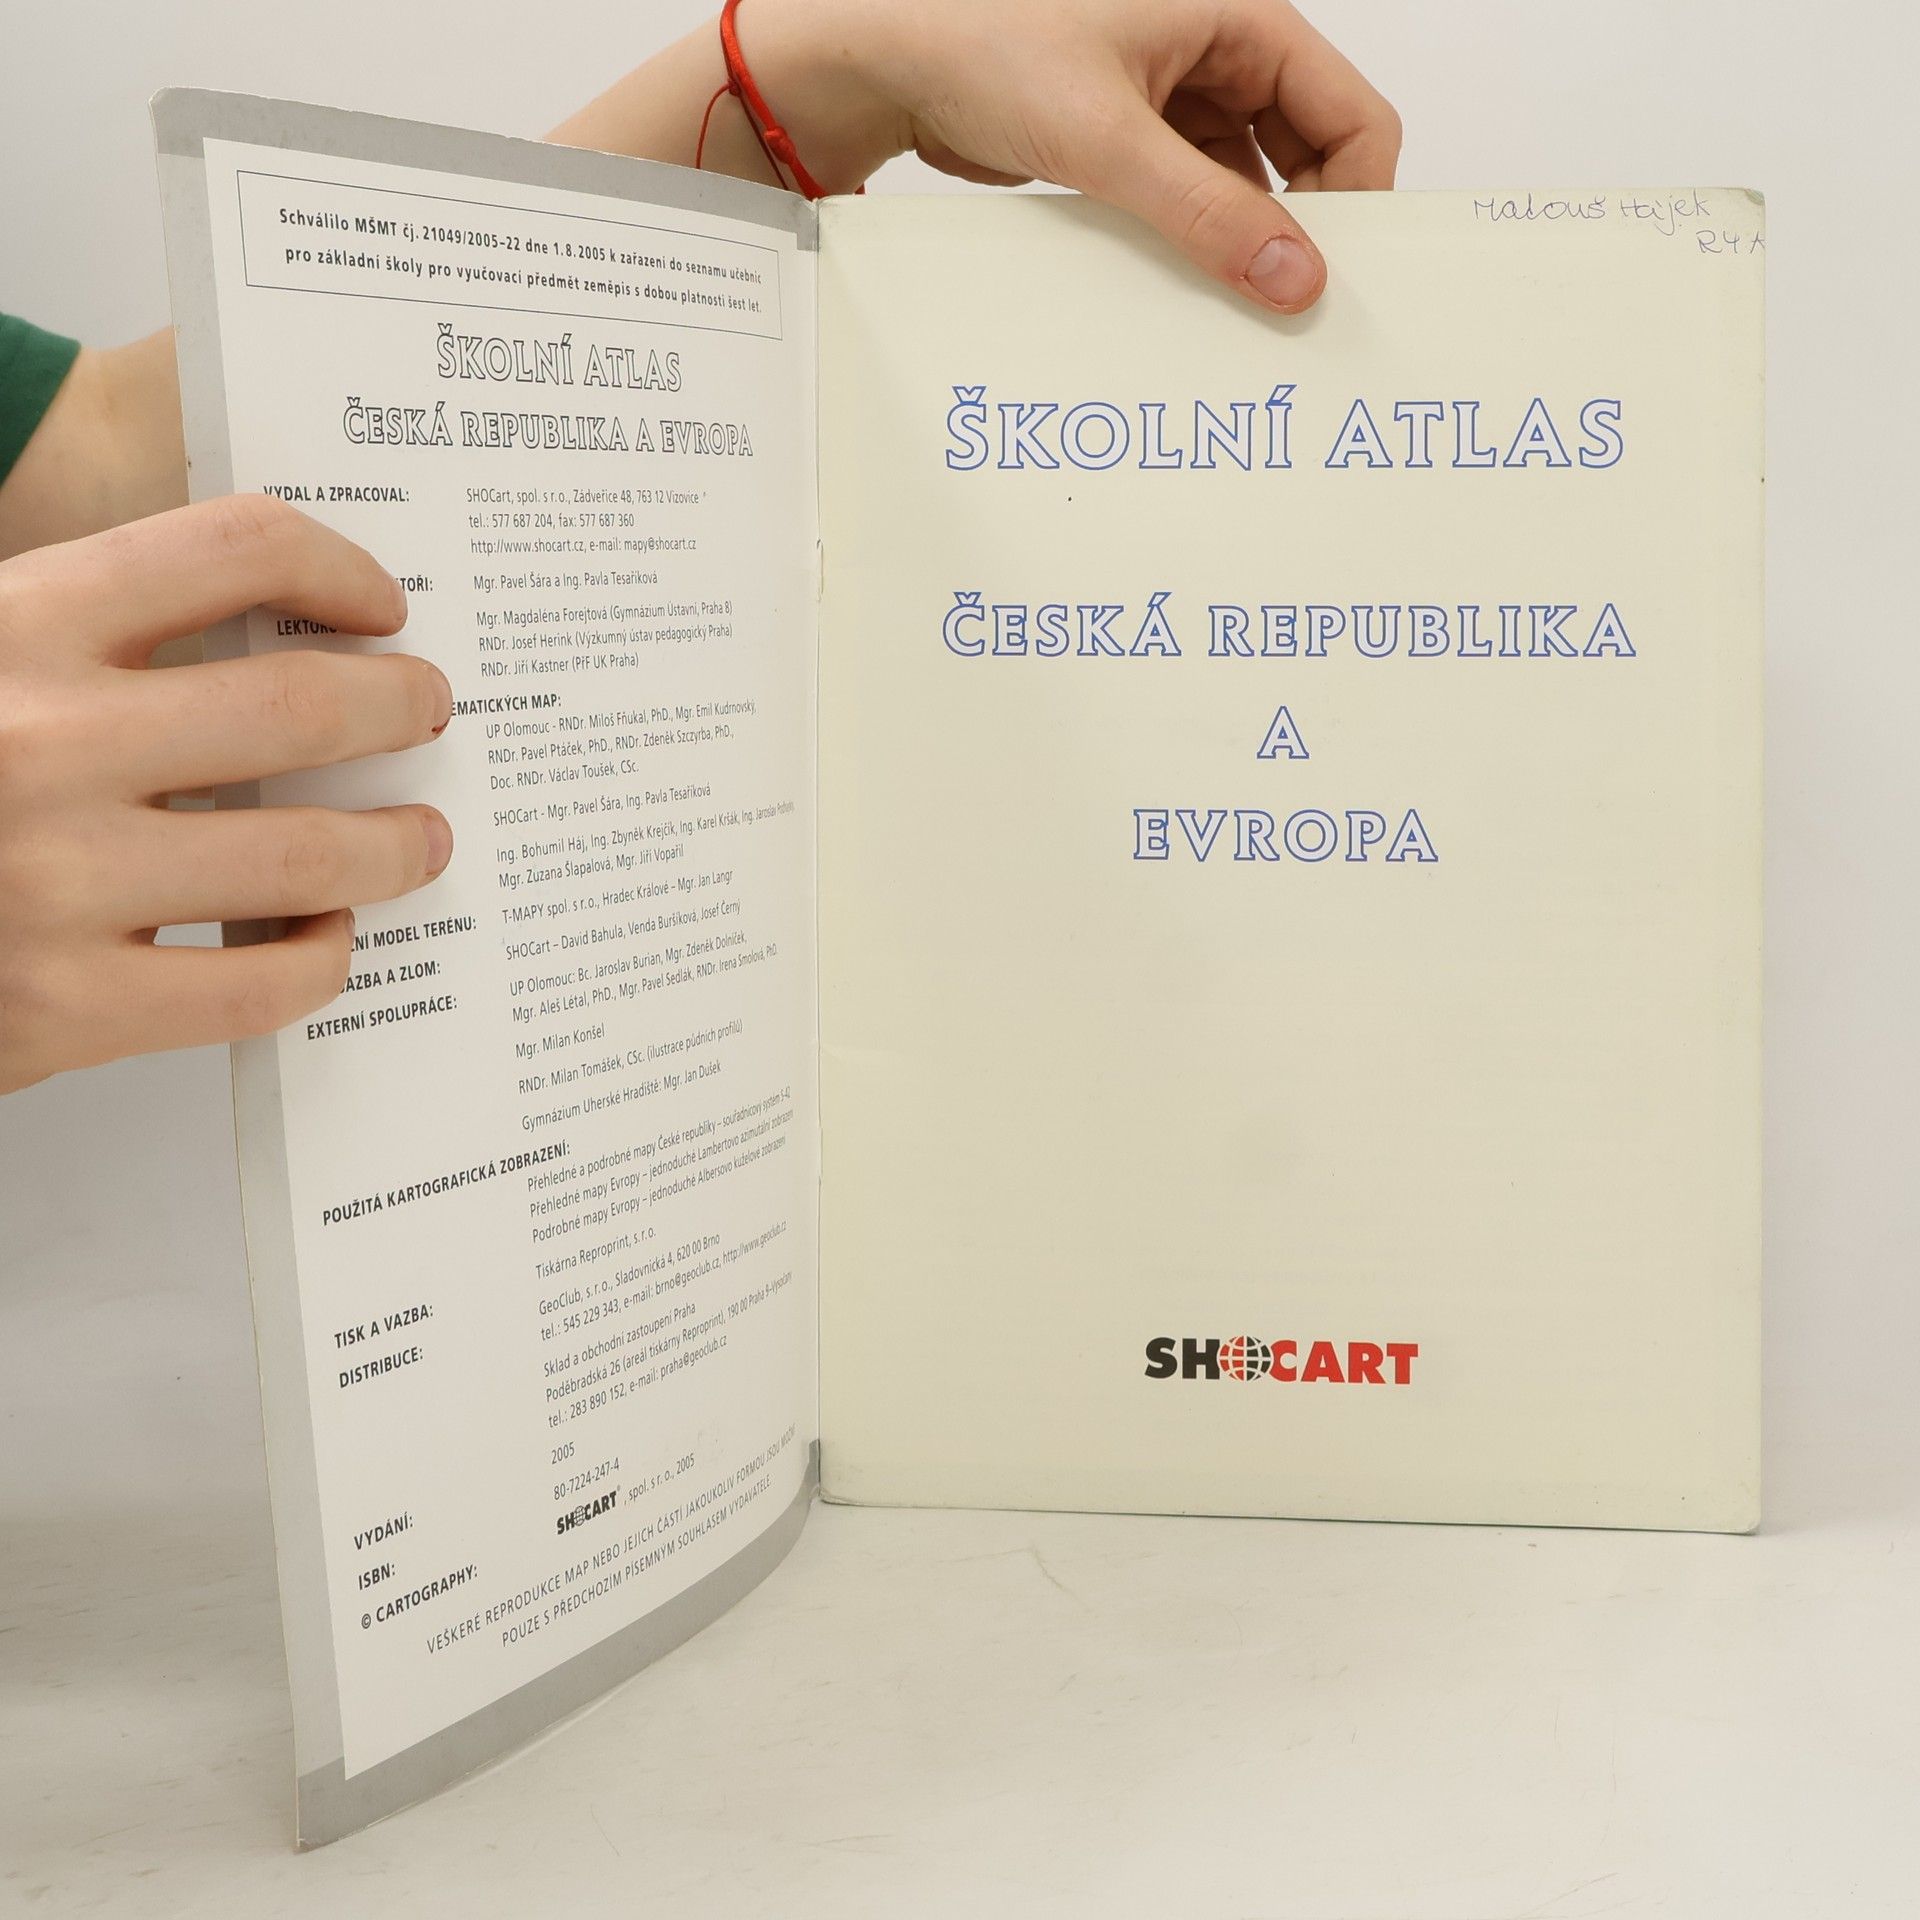 Schválilo MŠMT čj. 21049/2005-22 dne 1.8.2005 k zařazení do seznamu učebnic
pro základní školy pro vyučovací předmět zeměpis s dobou platnosti šest let.
ŠKOLNÍ ATLAS
ČESKÁ REPUBLIKA A EVROPA
VYDAL A ZPRACOVAL: SHOCart, spol. s r.o., Zádveřice 48, 763 12 Vizovice
tel.: 577 687 204, fax: 577 687 360
http://www.shocart.cz, e-mail: mapy@shocart.cz
TOŘI: Mgr. Pavel Šára a Ing. Pavla Tesaříková
LEKTOŘ Mgr. Magdaléna Forejtová (Gymnázium Ústavní, Praha 8)
RNDr. Josef Herink (Výzkumný ústav pedagogický Praha)
RNDr. Jiří Kastner (PřF UK Praha)
EMATICKÝCH MAP:
UP Olomouc - RNDr. Miloš Fňukal, PhD., Mgr. Emil Kudrnovský,
RNDr. Pavel Ptáček, PhD., RNDr. Zdeněk Szczyrba, PhD.,
Doc. RNDr. Václav Toušek, CSc.
SHOCart - Mgr. Pavel Šára, Ing. Pavla Tesaříková
Ing. Bohumil Háj, Ing. Zbyněk Krejčík, Ing. Karel Kršák, Ing. Jaroslav
Mgr. Zuzana Šlapalová, Mgr. Jiří Vopařil
LNÍ MODEL TERÉNU: T-MAPY spol. s r.o., Hradec Králové – Mgr. Jan Langr
SAZBA A ZLOM: SHOCart – David Bahula, Venda Buršíková, Josef Černý
EXTERNÍ SPOLUPRÁCE: UP Olomouc: Bc. Jaroslav Burian, Mgr. Zdeněk Dolníček,
Mgr. Aleš Létal, PhD., Mgr. Pavel Sedlák, RNDr. Irena Smolová, PhD.
Mgr. Milan Konšel
RNDr. Milan Tomášek, CSc. (ilustrace půdních profilů)
Gymnázium Uherské Hradiště: Mgr. Jan Dušek
POUŽITÁ KARTOGRAFICKÁ ZOBRAZENÍ:
Přehledné a podrobné mapy České republiky – souřadnicový systém S-42
Přehledné mapy Evropy – jednoduché Lambertovo azimutální zobrazení
Podrobné mapy Evropy – jednoduché Albersovo kuželové zobrazení
TISK A VAZBA: Tiskárna Reproprint, s.r.o.
DISTRIBUCE: GeoClub, s.r.o., Sladovnická 4, 620 00 Brno
tel.: 545 229 343, e-mail: brno@geoclub.cz, http://www.geoclub.cz
Sklad a obchodní zastoupení Praha
Poděbradská 26 (areál tiskárny Reproprint), 190 00 Praha 9–Vysočany
tel.: 283 890 152, e-mail: praha@geoclub.cz
VYDÁNÍ: 2005
ISBN: 80-7224-247-4
© CARTOGRAPHY: SHOCART, spol. s r.o., 2005
VEŠKERÉ REPRODUKCE MAP NEBO JEJICH ČÁSTÍ JAKOUKOLIV FORMOU JSOU MOŽNÉ
POUZE S PŘEDCHOZÍM PÍSEMNÝM SOUHLASEM VYDAVATELE.
Matouš Hájek
R4A
ŠKOLNÍ ATLAS
ČESKÁ REPUBLIKA
A
EVROPA
SHOCART